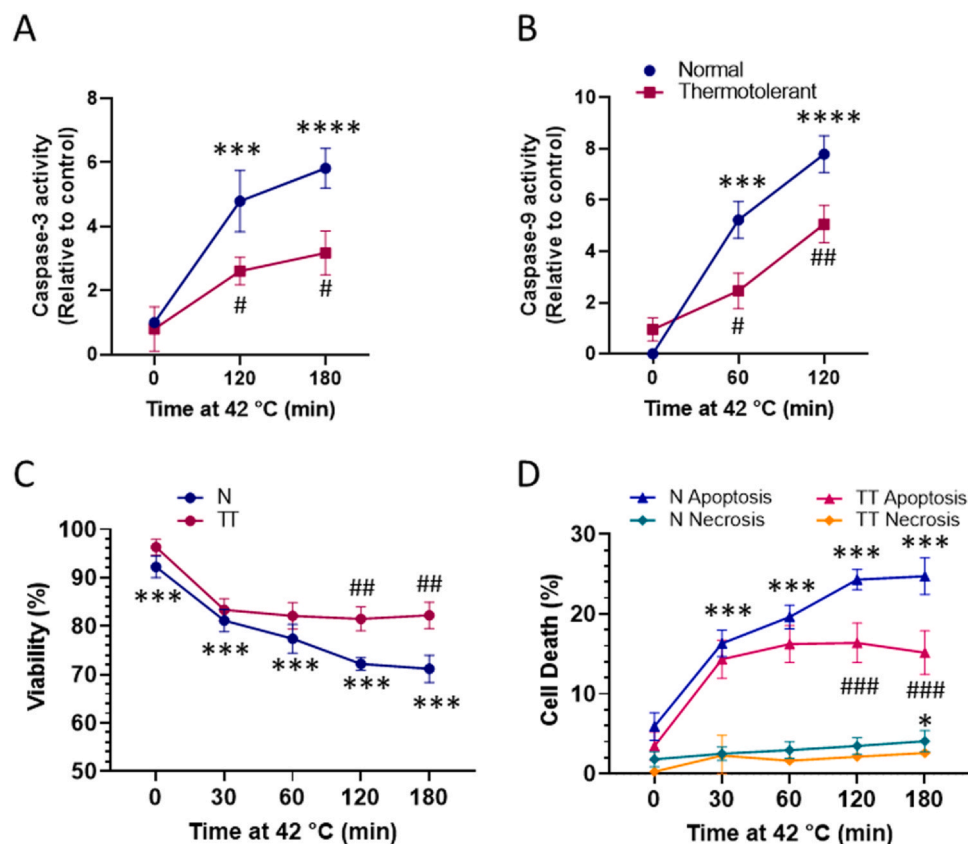 A
Caspase-3 activity
(Relative to control)
8
6
4
2
0
***
****
#
#
0 120 180
Time at 42 °C (min)
B
Normal
Thermotolerant
Caspase-9 activity
(Relative to control)
10
8
6
4
2
0
***
****
#
##
0 60 120
Time at 42 °C (min)
C
N
TT
Viability (%)
100
90
80
70
60
50
##
##
***
***
***
***
***
0 30 60 120 180
Time at 42 °C (min)
D
N Apoptosis
TT Apoptosis
N Necrosis
TT Necrosis
Cell Death (%)
30
20
10
0
***
***
***
***
###
###
*
0 30 60 120 180
Time at 42 °C (min)